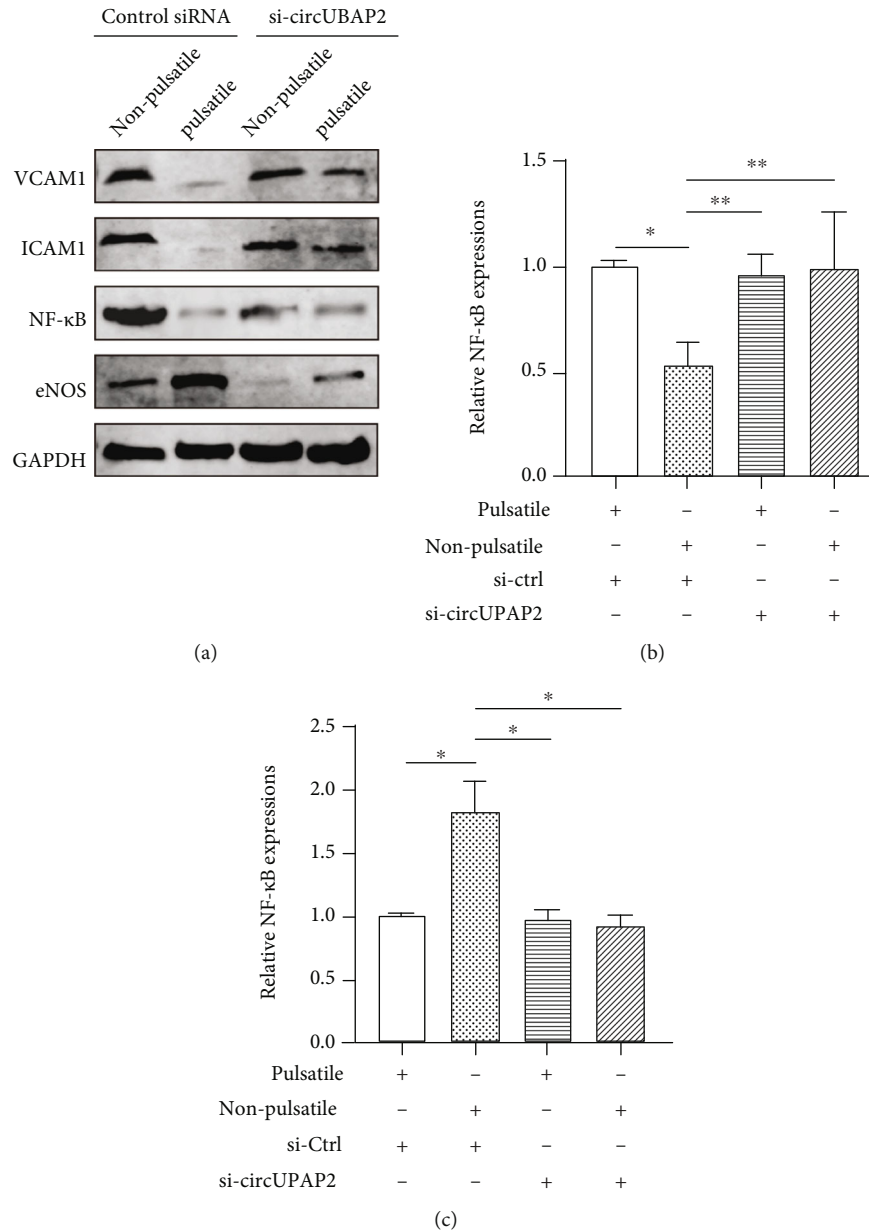 Control siRNA si-circUBAP2
Non-pulsatile pulsatile Non-pulsatile pulsatile
VCAM1
ICAM1
NF-κB
eNOS
GAPDH
(a)
Relative NF-κB expressions
1.5
1.0
0.5
0.0
* ** **
Pulsatile + – + –
Non-pulsatile – + – +
si-ctrl + + – –
si-circUPAP2 – – + +
(b)
Relative NF-κB expressions
2.5
2.0
1.5
1.0
0.5
0.0
* * *
Pulsatile + – + –
Non-pulsatile – + – +
si-Ctrl + + – –
si-circUPAP2 – – + +
(c)